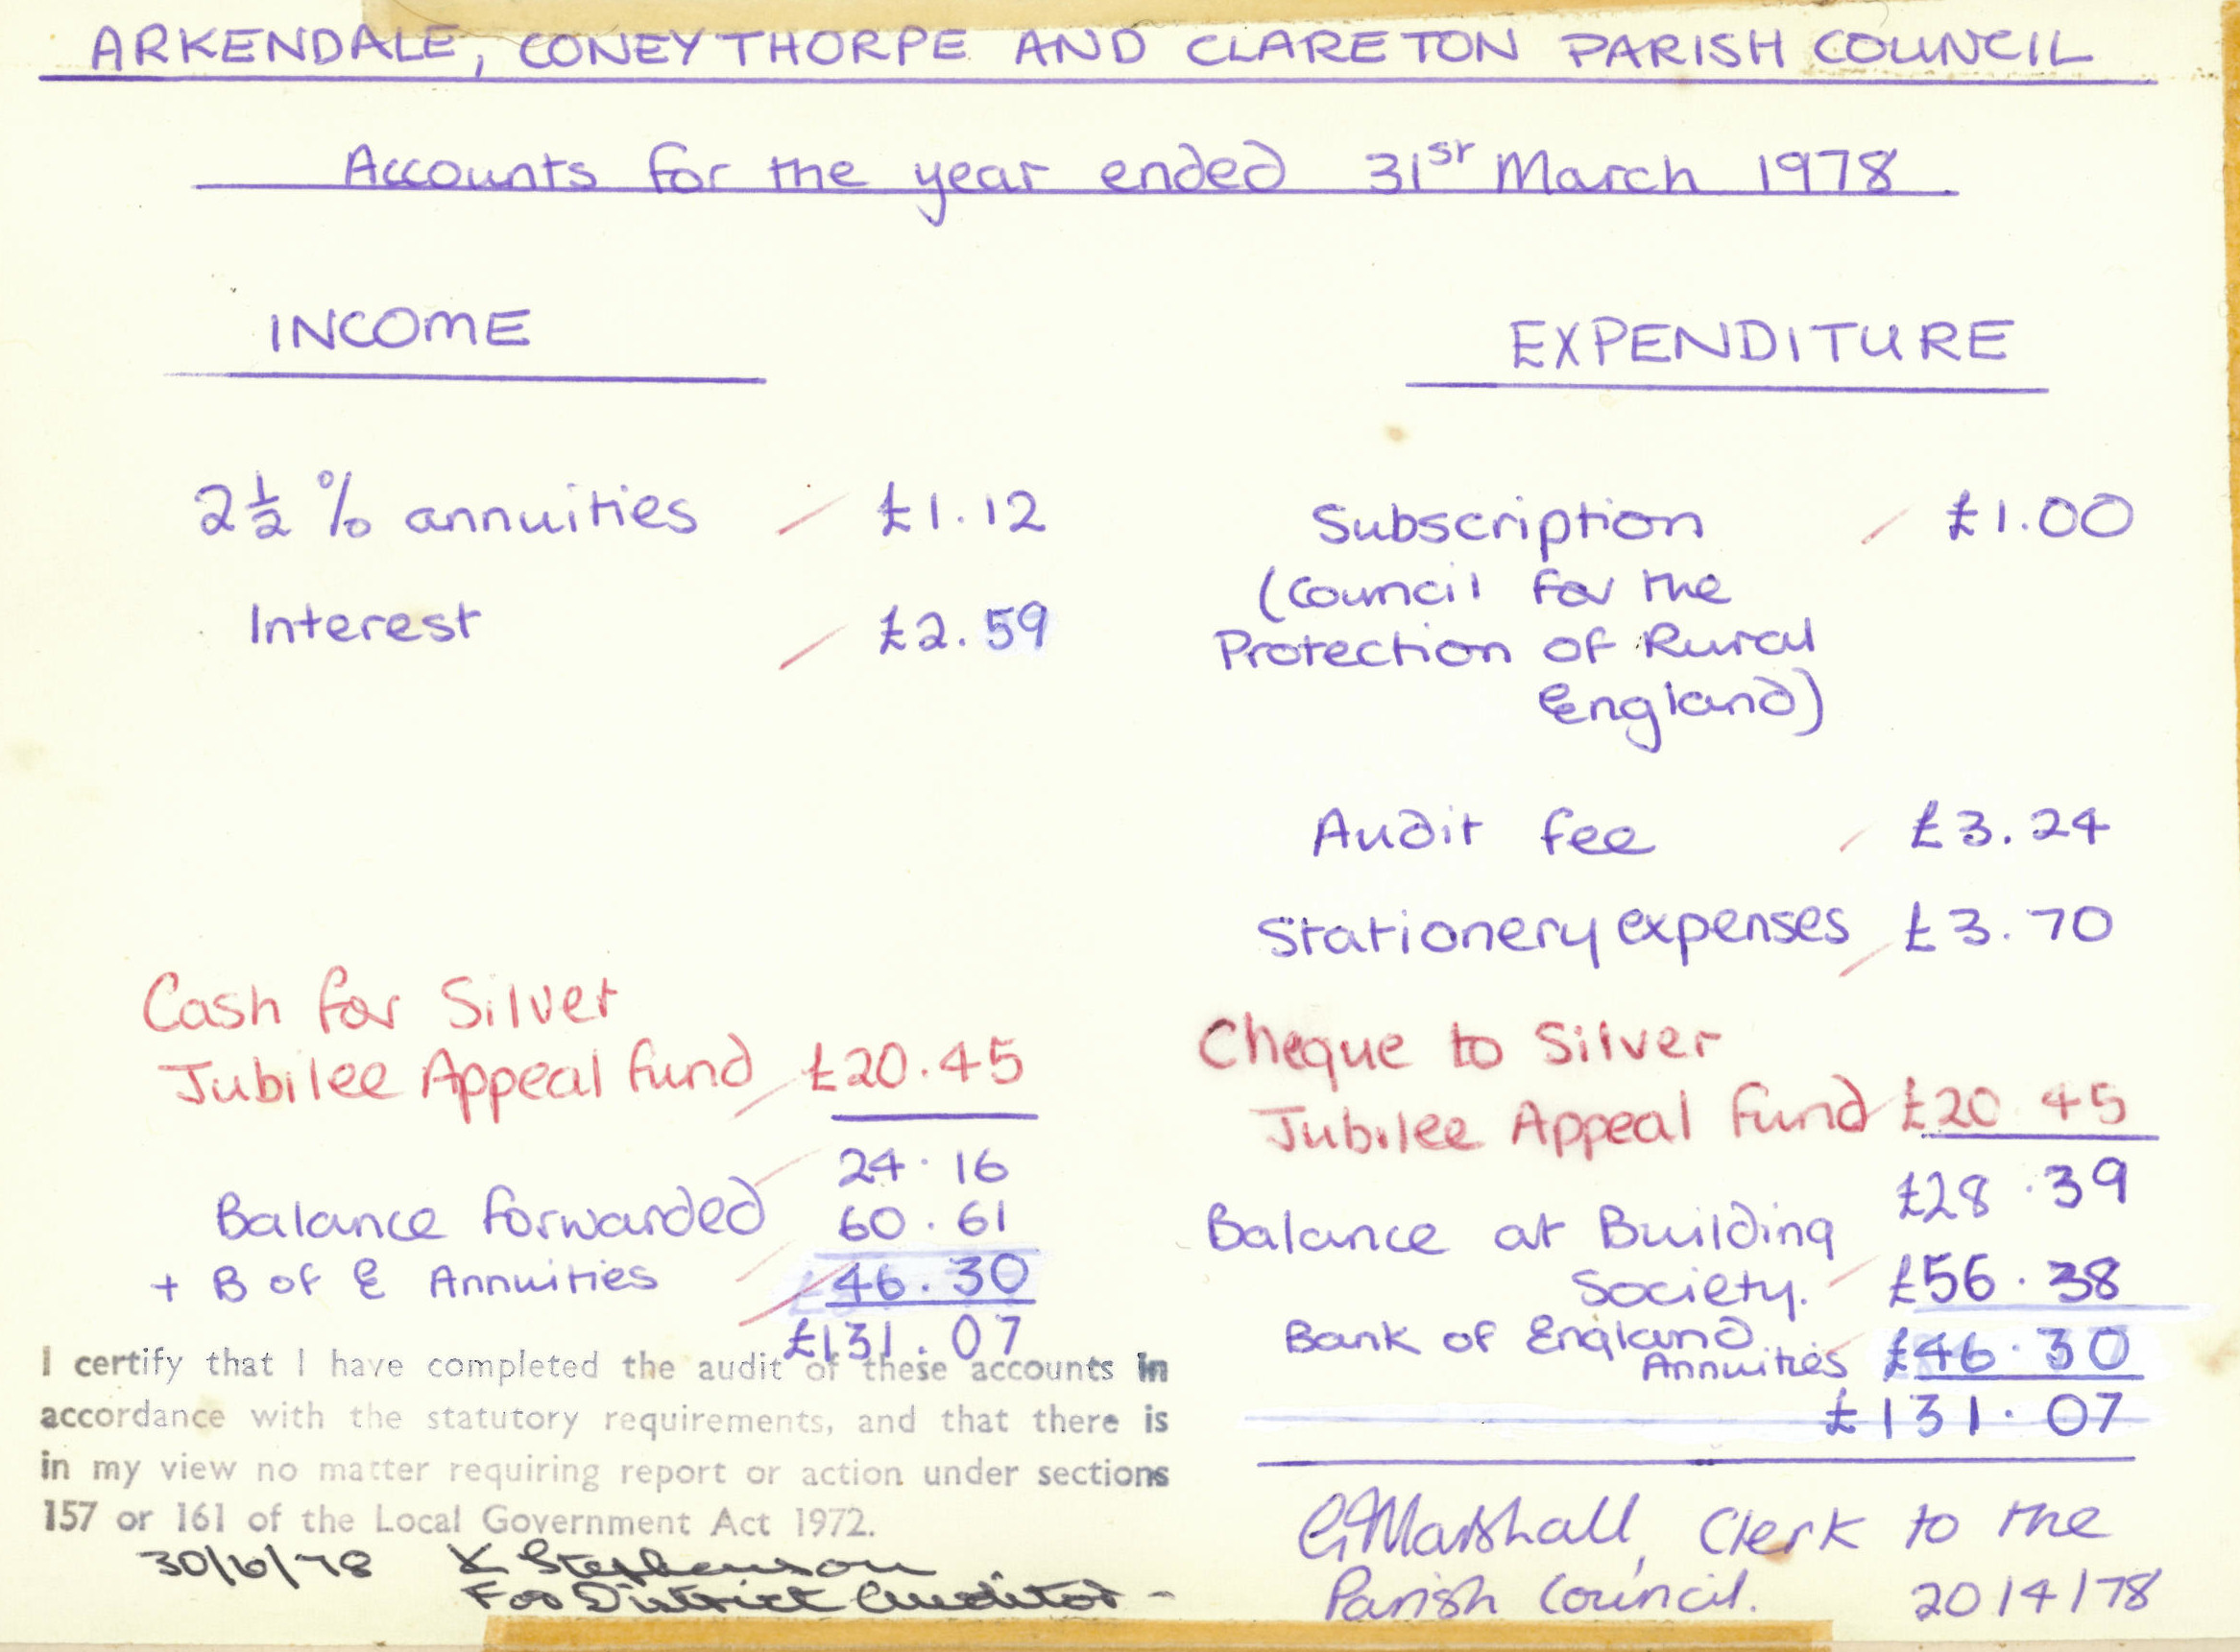 ARKENDALE, CONEYTHORPE AND CLARETON PARISH COUNCIL
Accounts for the year ended 31st March 1978.
INCOME
2½ % annuities £1.12
Interest £2.59
Cash for Silver
Jubilee Appeal fund £20.45
24.16
Balance forwarded 60.61
+ B of E Annuities 46.30
£131.07
I certify that I have completed the audit of these accounts in
accordance with the statutory requirements, and that there is
in my view no matter requiring report or action under sections
157 or 161 of the Local Government Act 1972.
30/6/78 K Stephenson
For District Auditor -
EXPENDITURE
Subscription £1.00
(Council for the
Protection of Rural
England)
Audit fee £3.24
Stationery expenses £3.70
Cheque to Silver
Jubilee Appeal fund £20.45
£28.39
Balance at Building
Society. £56.38
Bank of England
Annuities £46.30
£131.07
G Marshall, Clerk to the
Parish Council. 20/4/78